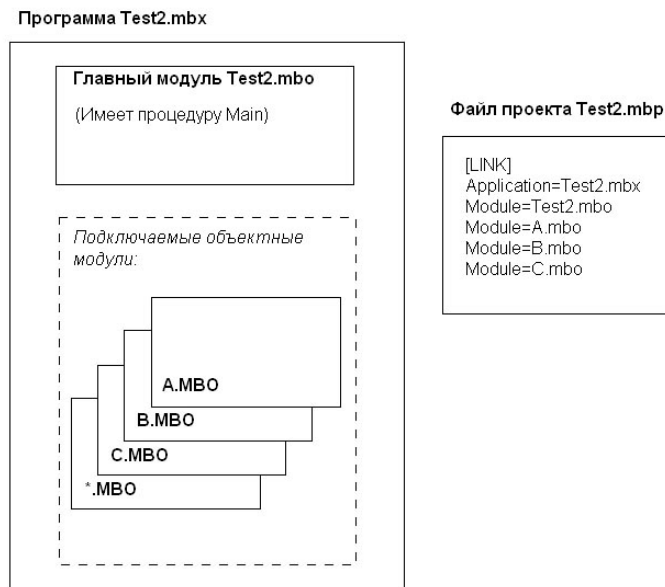 Программа Test2.mbx
Главный модуль Test2.mbo
(Имеет процедуру Main)
Подключаемые объектные
модули:
A.MBO
B.MBO
C.MBO
*.MBO
Файл проекта Test2.mbp
[LINK]
Application=Test2.mbx
Module=Test2.mbo
Module=A.mbo
Module=B.mbo
Module=C.mbo